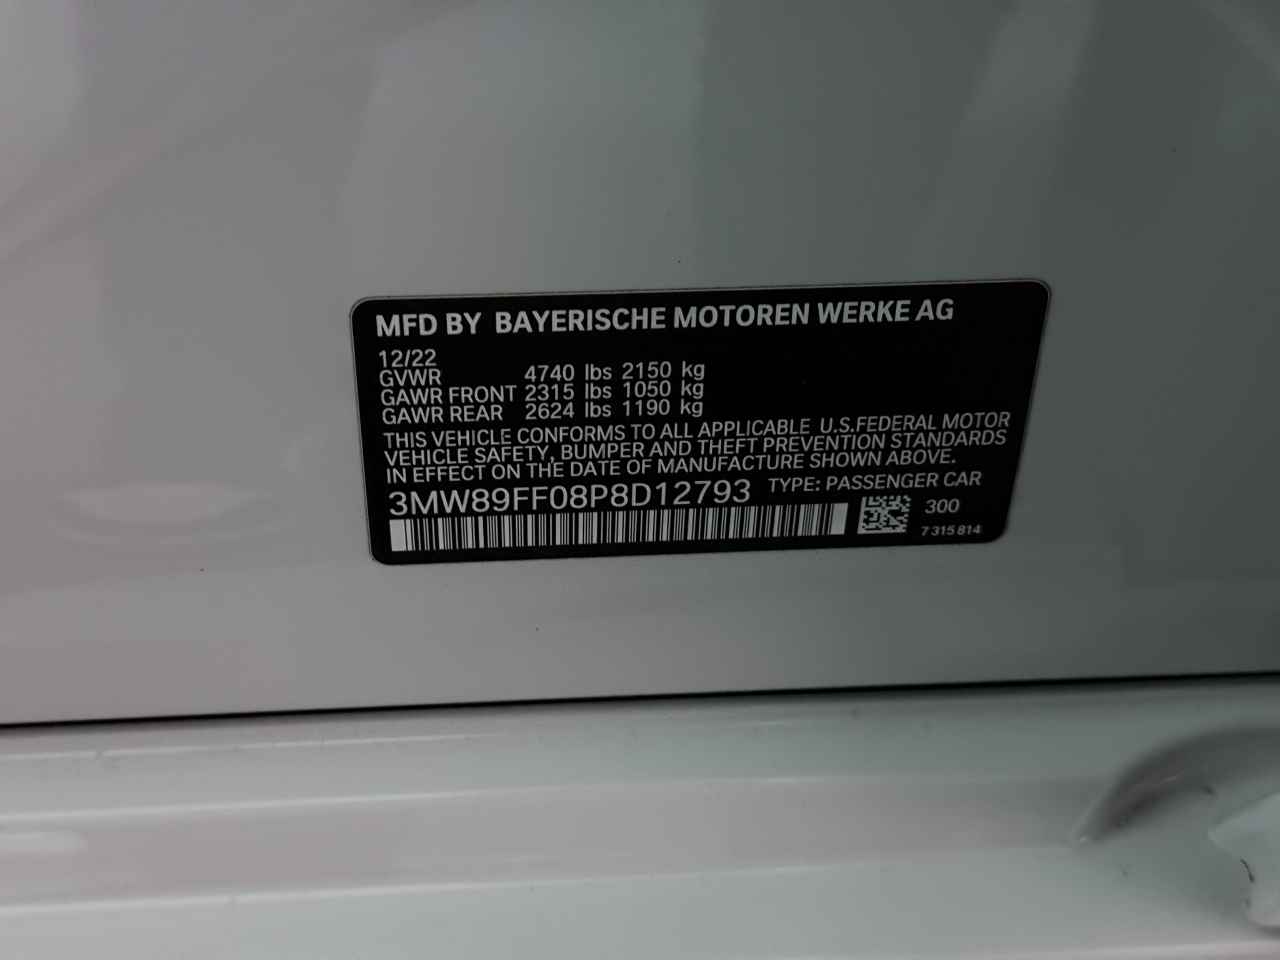 MFD BY BAYERISCHE MOTOREN WERKE AG
12/22
GVWR 4740 lbs 2150 kg
GAWR FRONT 2315 lbs 1050 kg
GAWR REAR 2624 lbs 1190 kg
THIS VEHICLE CONFORMS TO ALL APPLICABLE U.S.FEDERAL MOTOR
VEHICLE SAFETY, BUMPER AND THEFT PREVENTION STANDARDS
IN EFFECT ON THE DATE OF MANUFACTURE SHOWN ABOVE.
3MW89FF08P8D12793 TYPE: PASSENGER CAR
300
7 315 814